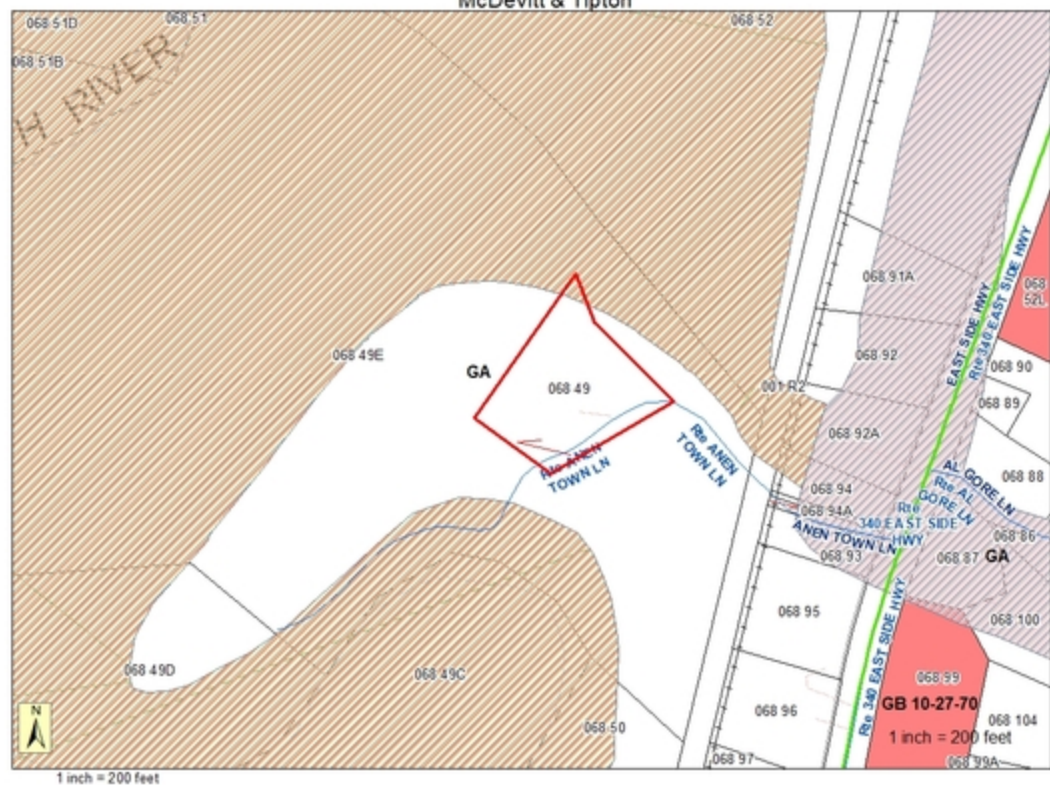 McDevitt & Tipton
068 51D
068 51
068 52
068 51B
H RIVER
068 91A
068 52L
EAST SIDE HWY
Rte 340 EAST SIDE HWY
068 49E
GA
068 49
068 92
068 90
001 R2
068 89
068 92A
Rte ANEN
TOWN LN
Rte ANEN
TOWN LN
AL GORE LN
068 88
068 94
Rte AL
GORE LN
068 94A
Rte
340 EAST SIDE
HWY
ANEN TOWN LN
068 86
068 93
068 87
GA
068 95
068 100
Rte 340 EAST SIDE HWY
068 49D
068 49C
068 99
GB 10-27-70
068 96
068 104
068 50
1 inch = 200 feet
068 97
068 99A
N
1 inch = 200 feet